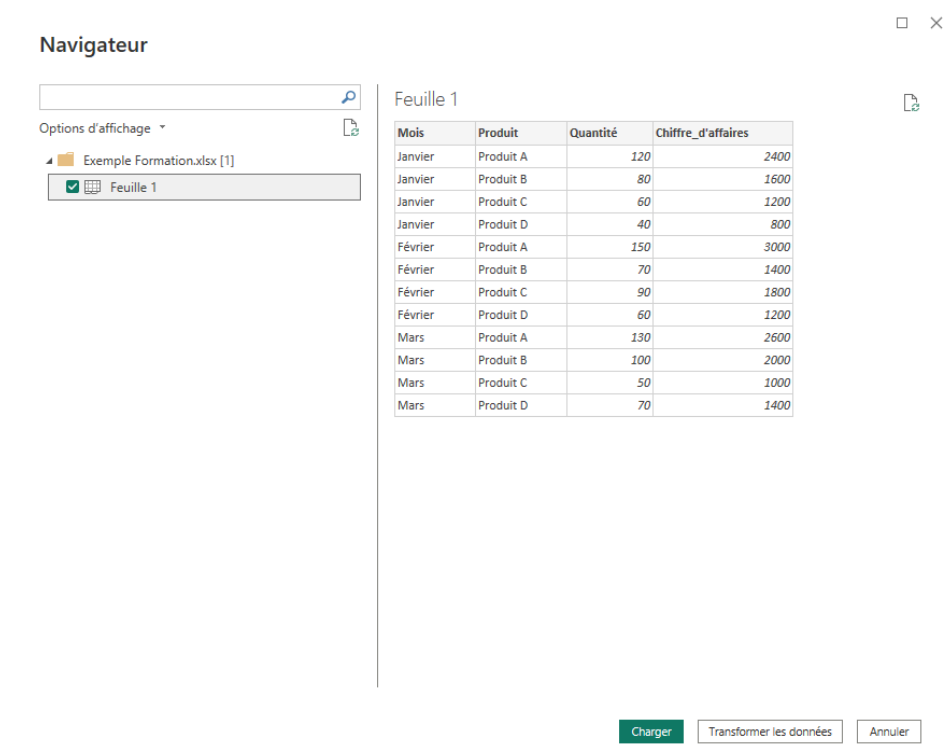 Navigateur
Options d'affichage
Exemple Formation.xlsx [1]
Feuille 1
Feuille 1
Mois Produit Quantité Chiffre_d'affaires
Janvier Produit A 120 2400
Janvier Produit B 80 1600
Janvier Produit C 60 1200
Janvier Produit D 40 800
Février Produit A 150 3000
Février Produit B 70 1400
Février Produit C 90 1800
Février Produit D 60 1200
Mars Produit A 130 2600
Mars Produit B 100 2000
Mars Produit C 50 1000
Mars Produit D 70 1400
Charger Transformer les données Annuler